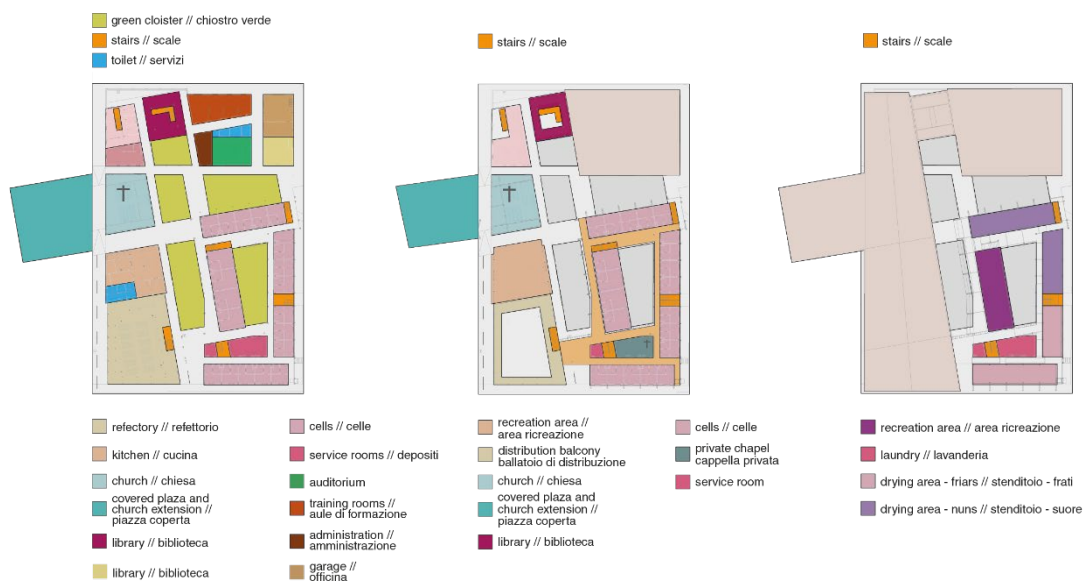 green cloister // chiostro verde
stairs // scale
toilet // servizi
stairs // scale
stairs // scale
refectory // refettorio
kitchen // cucina
church // chiesa
covered plaza and
church extension //
piazza coperta
library // biblioteca
library // biblioteca
cells // celle
service rooms // depositi
auditorium
training rooms //
aule di formazione
administration //
amministrazione
garage //
officina
recreation area //
area ricreazione
distribution balcony
ballatoio di distribuzione
church // chiesa
covered plaza and
church extension //
piazza coperta
library // biblioteca
cells // celle
private chapel
cappella privata
service room
recreation area // area ricreazione
laundry // lavanderia
drying area - friars // stenditoio - frati
drying area - nuns // stenditoio - suore